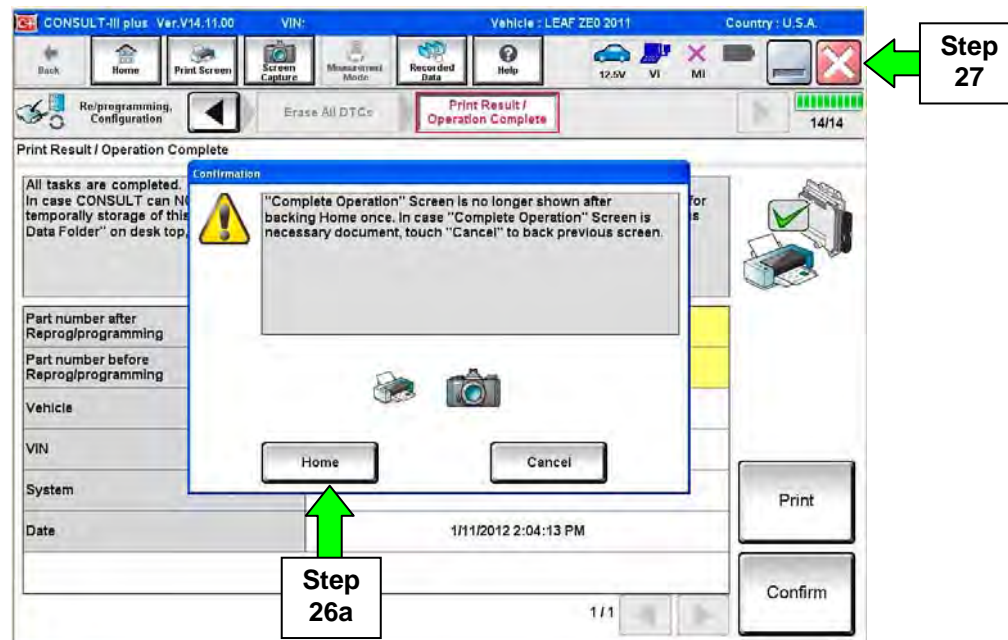 CONSULT-III plus Ver.V14.11.00 VIN: Vehicle : LEAF ZE0 2011 Country : U.S.A.
Back Home Print Screen Screen Capture Measurement Mode Recorded Data Help 12.5V VI MI
Step
27
Re/programming,
Configuration
Erase All DTCs
Print Result /
Operation Complete
14/14
Print Result / Operation Complete
All tasks are completed.
In case CONSULT can for
temporally storage of this
Data Folder" on desk top,
Confirmation
"Complete Operation" Screen is no longer shown after
backing Home once. In case "Complete Operation" Screen is
necessary document, touch "Cancel" to back previous screen.
Home Cancel
Part number after
Reprog/programming
Part number before
Reprog/programming
Vehicle
VIN
System
Date 1/11/2012 2:04:13 PM
Print
Confirm
Step
26a
1/1